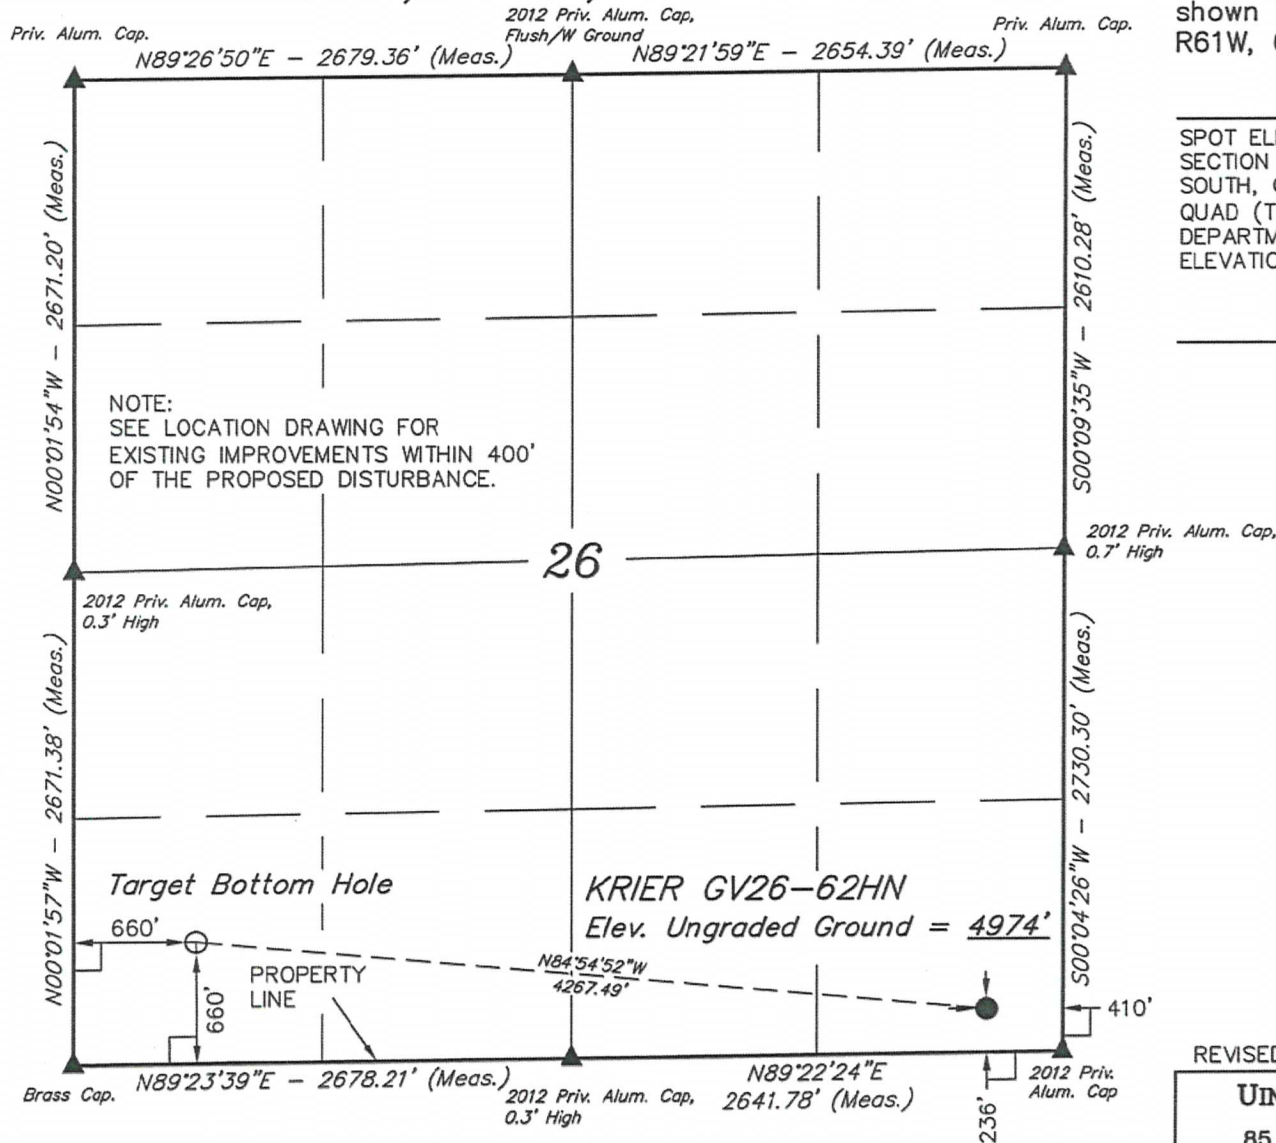 2012 Priv. Alum. Cap,
Flush/W Ground
Priv. Alum. Cap.
Priv. Alum. Cap.
N89°26'50"E - 2679.36' (Meas.)
N89°21'59"E - 2654.39' (Meas.)
shown
R61W,
SPOT
SECTION
SOUTH,
QUAD
N00°01'54"W - 2671.20' (Meas.)
S00°09'35"W - 2610.28' (Meas.)
NOTE:
SEE LOCATION DRAWING FOR
EXISTING IMPROVEMENTS WITHIN 400'
OF THE PROPOSED DISTURBANCE.
26
2012 Priv. Alum. Cap,
0.7' High
2012 Priv. Alum. Cap,
0.3' High
N00°01'57"W - 2671.38' (Meas.)
S00°04'26"W - 2730.30' (Meas.)
Target Bottom Hole
KRIER GV26-62HN
Elev. Ungraded Ground = 4974'
660'
N84°54'52"W
4267.49'
660'
PROPERTY
LINE
410'
236'
Brass Cap.
N89°23'39"E - 2678.21' (Meas.)
2012 Priv. Alum. Cap,
0.3' High
N89°22'24"E
2641.78' (Meas.)
2012 Priv.
Alum. Cap
REVISED
85